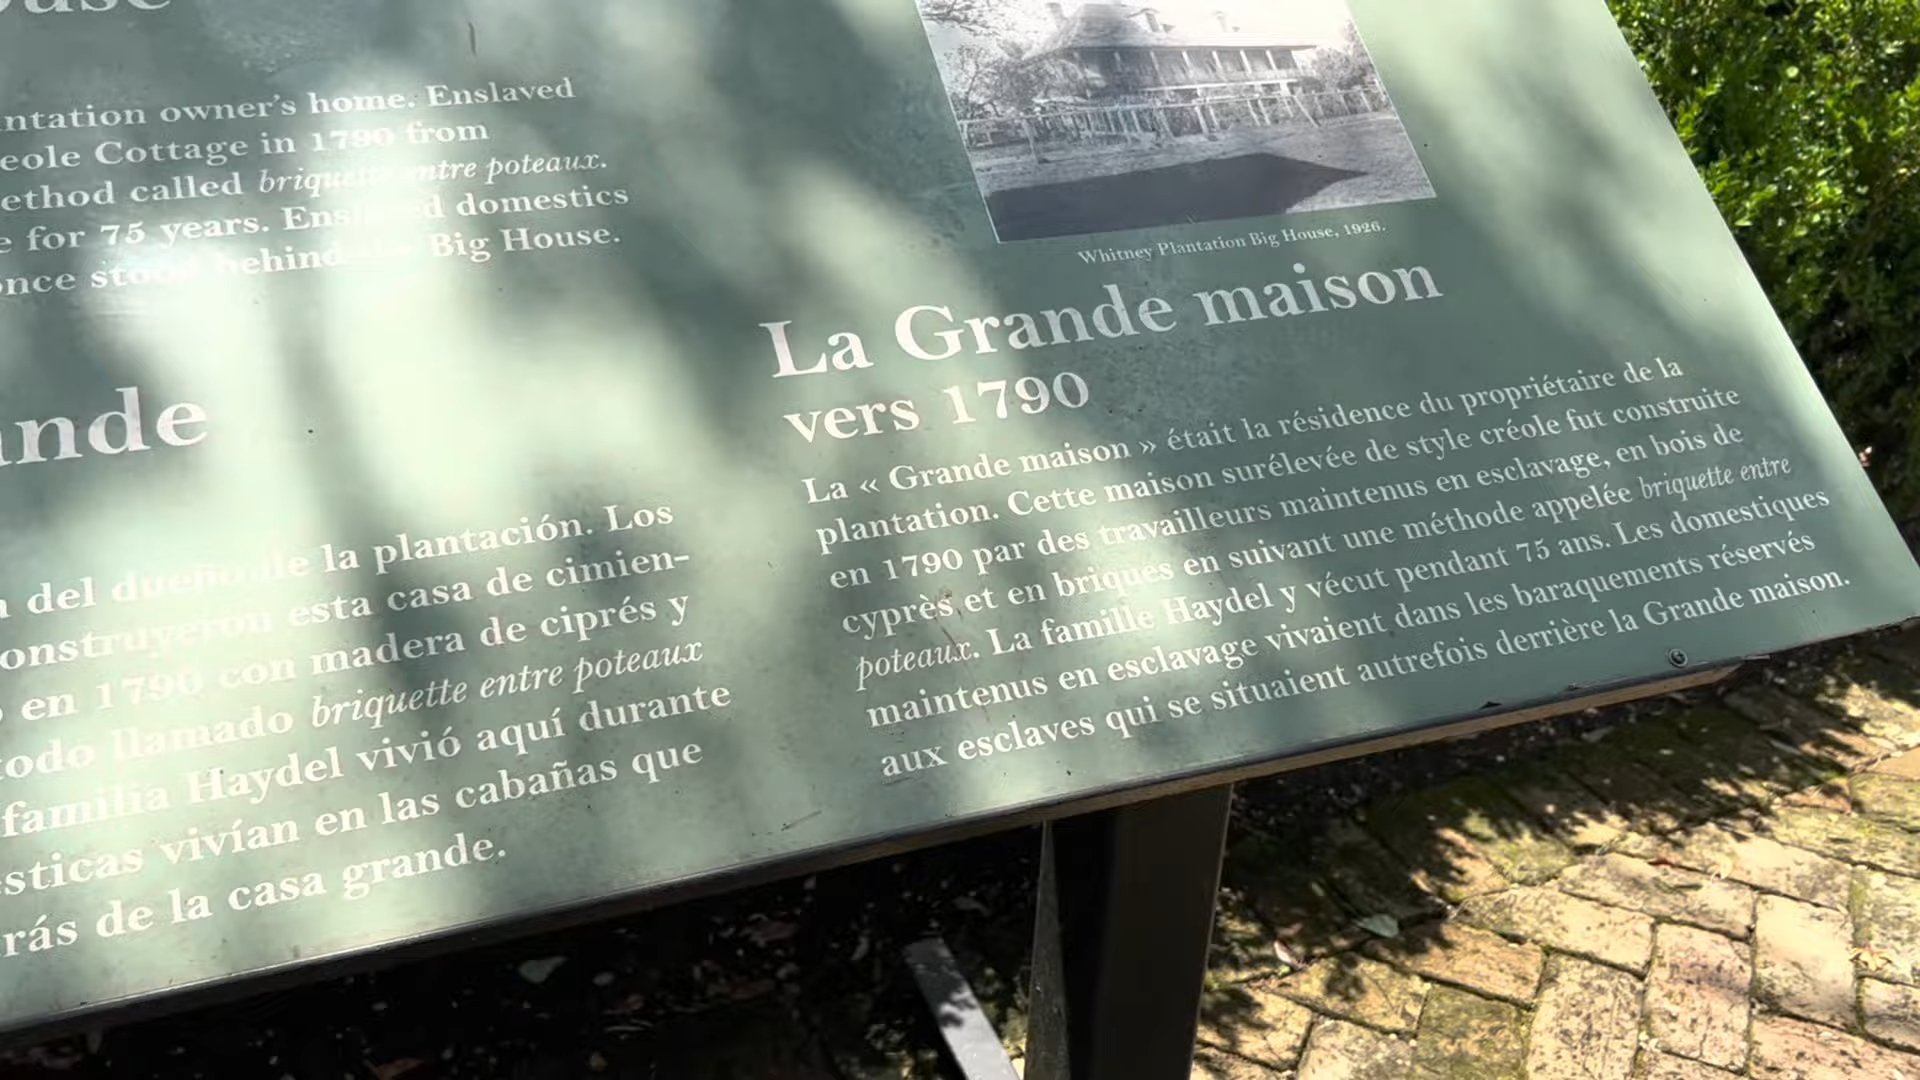 ntation owner's home. Enslaved
eole Cottage in 1790 from
ethod called briquette entre poteaux.
e for 75 years. Enslaved domestics
once stood behind the Big House.
Whitney Plantation Big House, 1926.
ande
del dueño de la plantación. Los
onstruyeron esta casa de cimien-
en 1790 con madera de ciprés y
todo llamado briquette entre poteaux
familia Haydel vivió aquí durante
ésticas vivían en las cabañas que
rás de la casa grande.
La Grande maison
vers 1790
La « Grande maison » était la résidence du propriétaire de la
plantation. Cette maison surélevée de style créole fut construite
en 1790 par des travailleurs maintenus en esclavage, en bois de
cyprès et en briques en suivant une méthode appelée briquette entre
poteaux. La famille Haydel y vécut pendant 75 ans. Les domestiques
maintenus en esclavage vivaient dans les baraquements réservés
aux esclaves qui se situaient autrefois derrière la Grande maison.